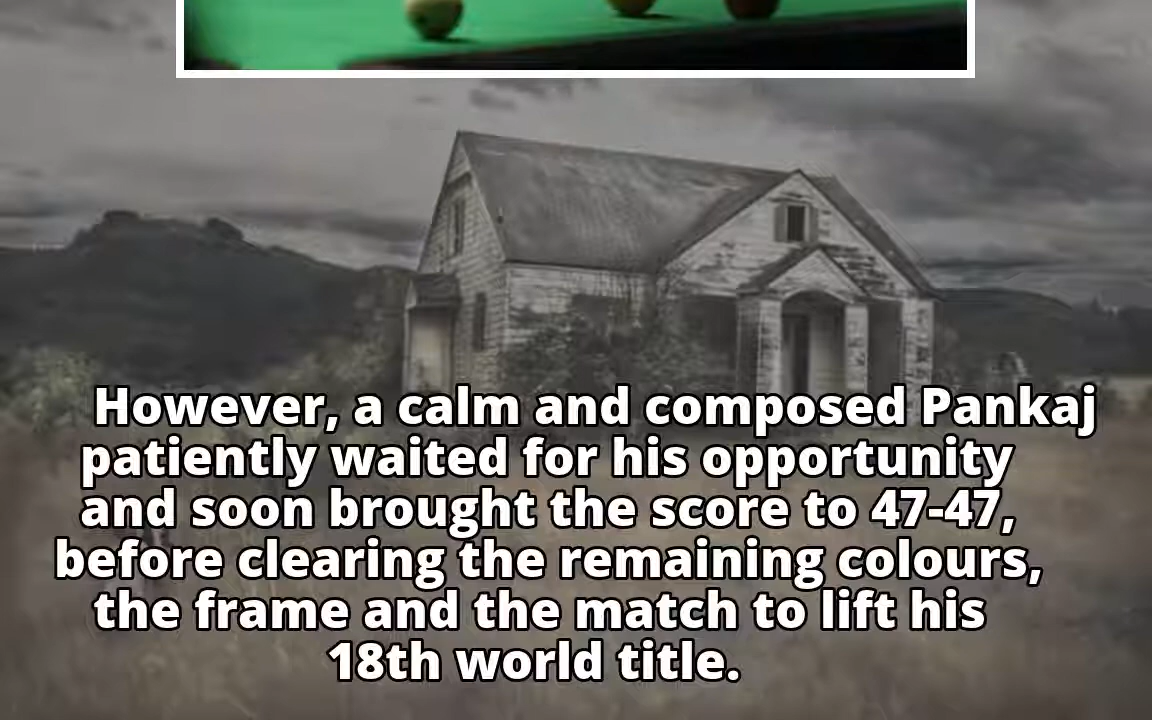 However, a calm and composed Pankaj
patiently waited for his opportunity
and soon brought the score to 47-47,
before clearing the remaining colours,
the frame and the match to lift his
18th world title.